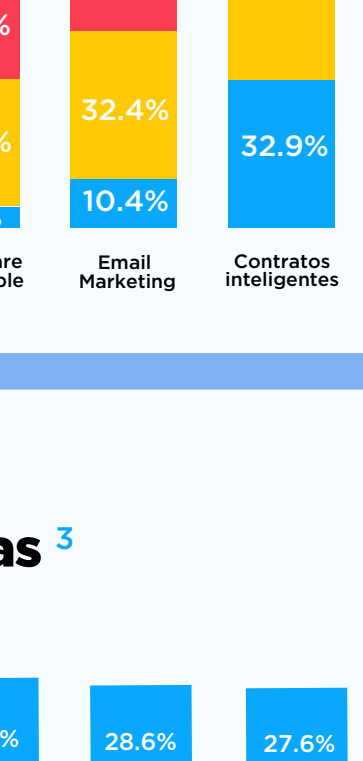 %
32.4%
%
32.9%
10.4%
Email
Marketing
Contratos
inteligentes
3
%
28.6%
27.6%